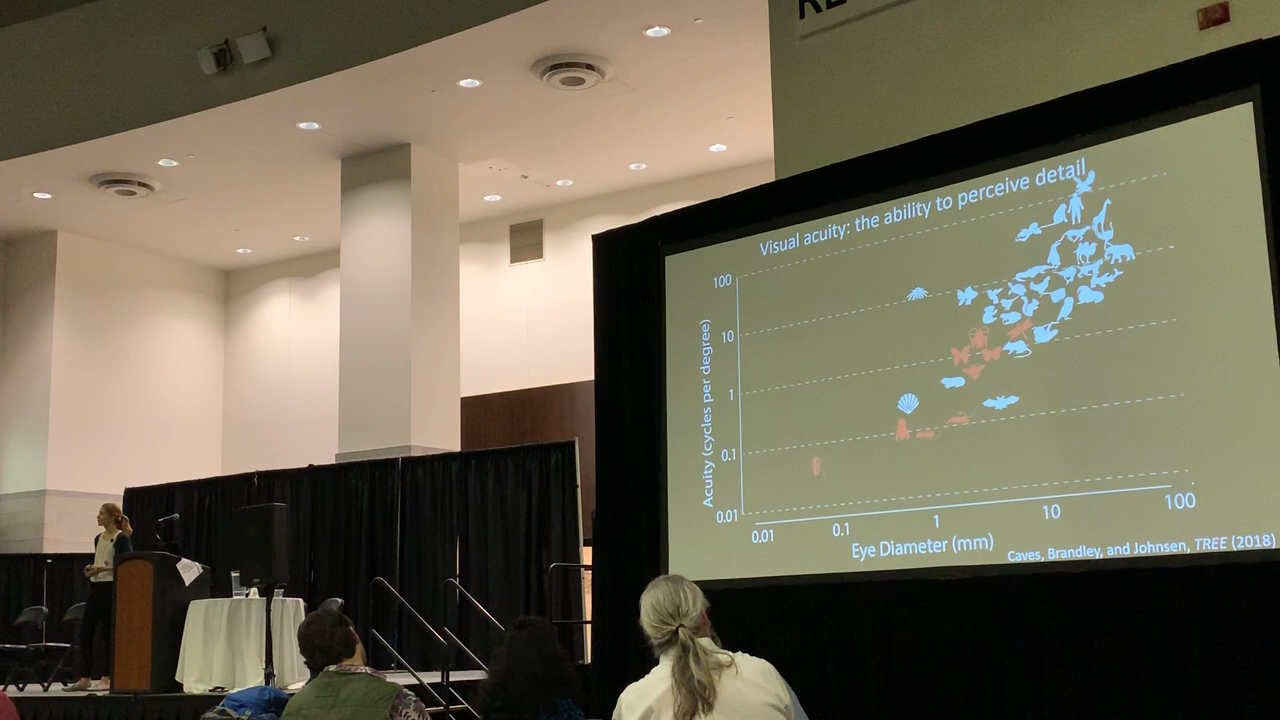 Visual acuity: the ability to perceive detail
100
10
1
0.1
0.01
Acuity (cycles per degree)
0.01 0.1 1 10 100
Eye Diameter (mm)
Caves, Brandley, and Johnsen, TREE (2018)